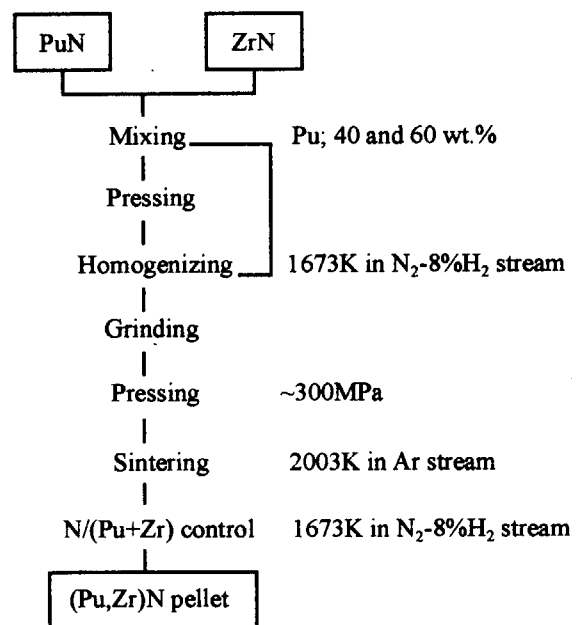 PuN ZrN
Mixing Pu; 40 and 60 wt.%
Pressing
Homogenizing 1673K in N₂-8%H₂ stream
Grinding
Pressing ~300MPa
Sintering 2003K in Ar stream
N/(Pu+Zr) control 1673K in N₂-8%H₂ stream
(Pu,Zr)N pellet